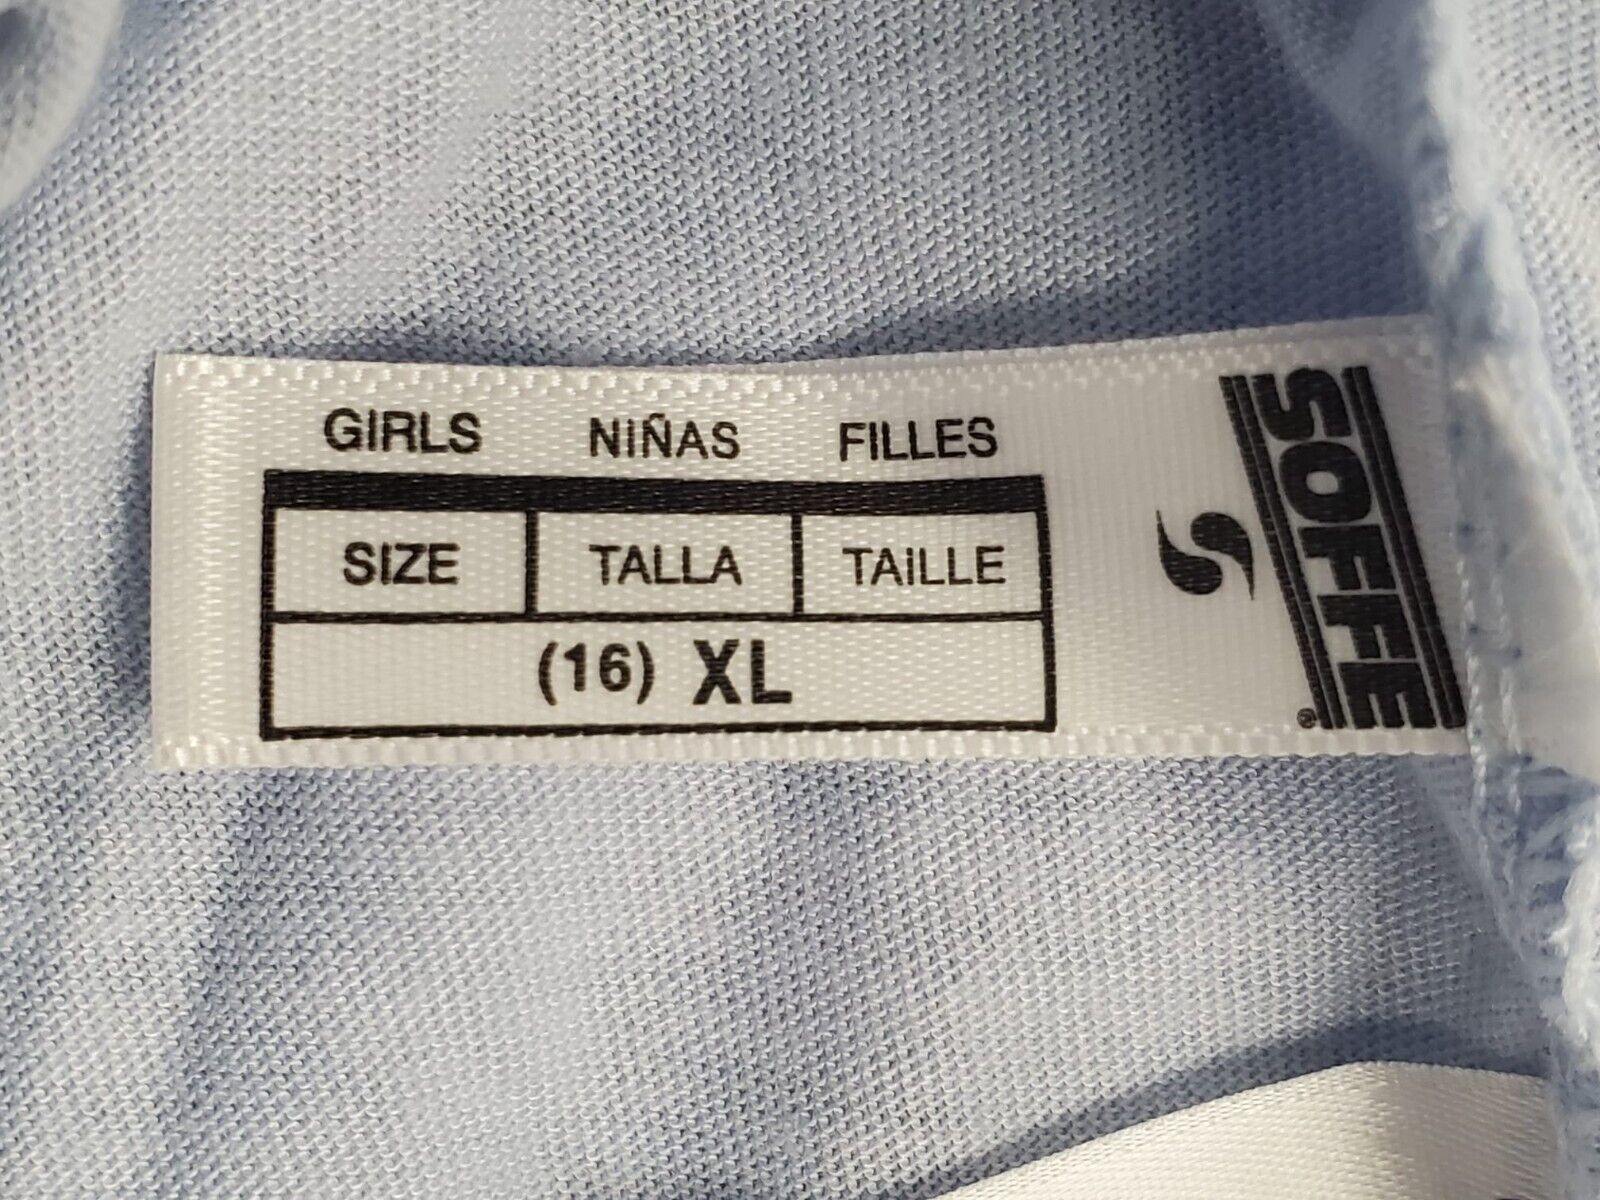 GIRLS NIÑAS FILLES
SIZE TALLA TAILLE
(16) XL
SOFFE®